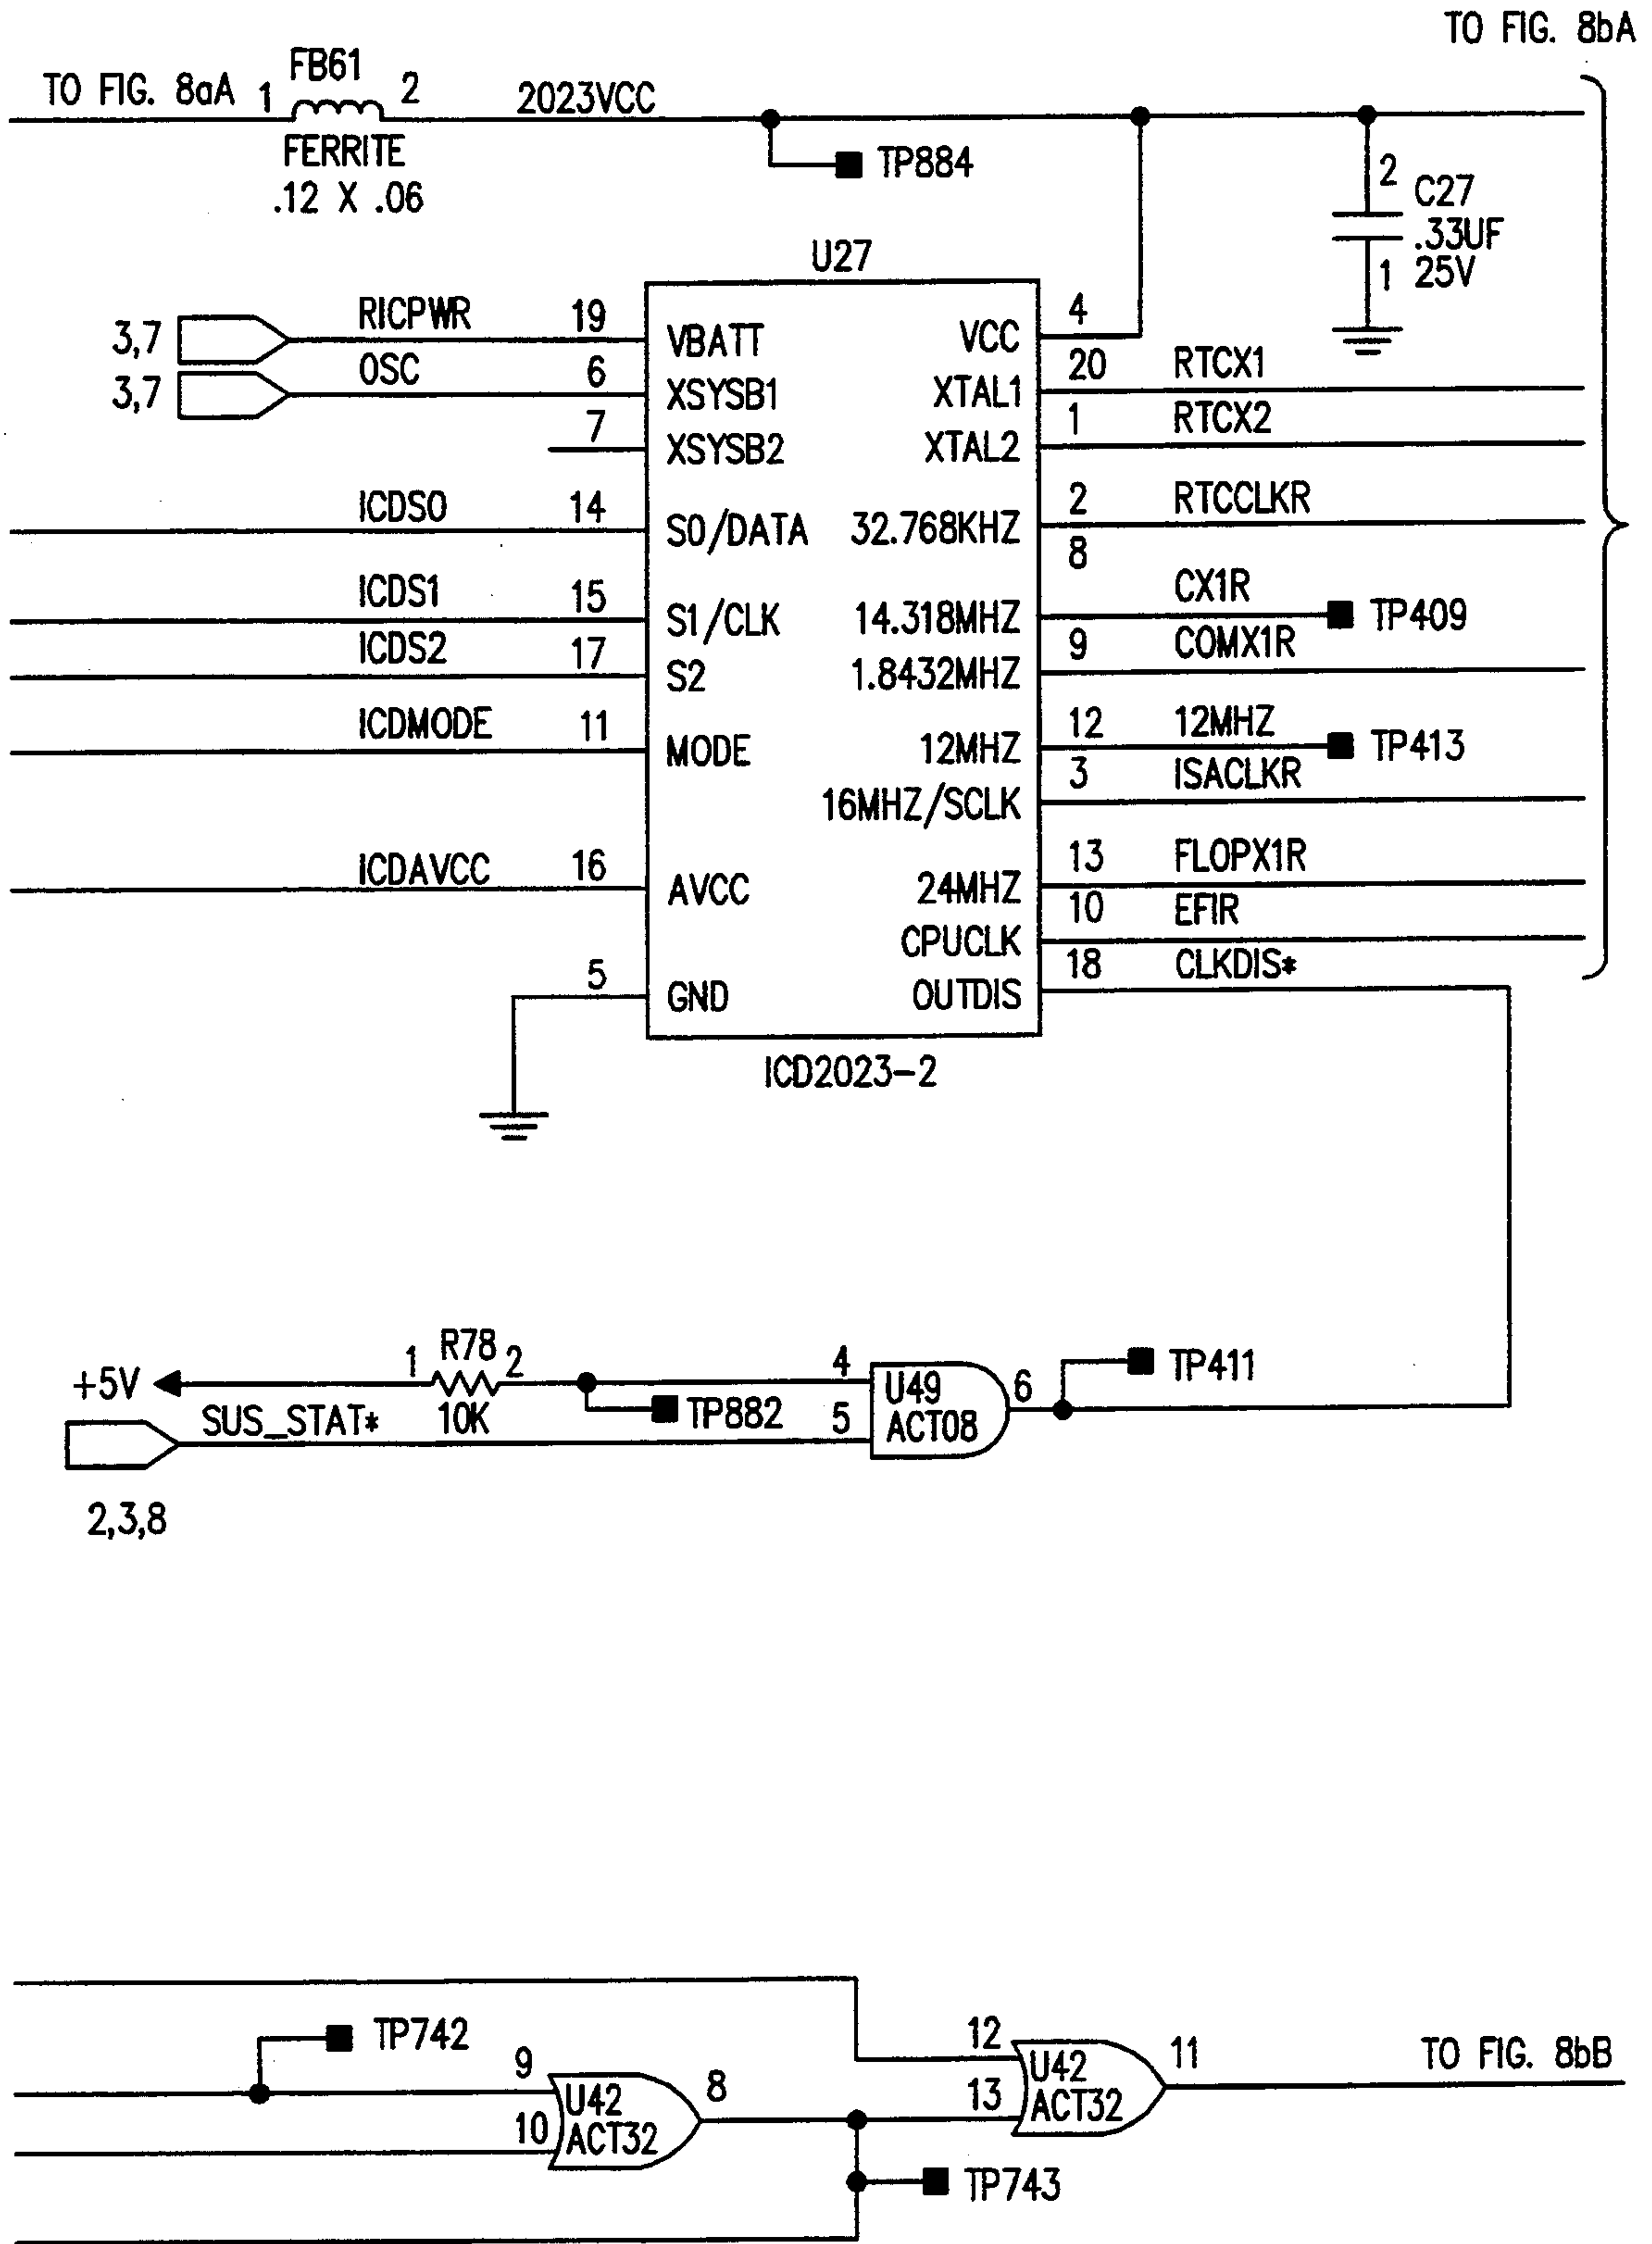 TO FIG. 8bA
TO FIG. 8aA 1 FB61 2 2023VCC
FERRITE
.12 X .06
TP884
2 C27
.33UF
1 25V
U27
3,7 RICPWR 19 VBATT
3,7 OSC 6 XSYSB1
7 XSYSB2
ICDS0 14 S0/DATA
ICDS1 15 S1/CLK
ICDS2 17 S2
ICDMODE 11 MODE
ICDAVCC 16 AVCC
5 GND
VCC 4
XTAL1 20 RTCX1
XTAL2 1 RTCX2
32.768KHZ 2 RTCCLKR
14.318MHZ 8 CX1R TP409
1.8432MHZ 9 COMX1R
12MHZ 12 12MHZ TP413
16MHZ/SCLK 3 ISACLKR
24MHZ 13 FLOPX1R
CPUCLK 10 EFIR
OUTDIS 18 CLKDIS*
ICD2023-2
+5V 1 R78 2 4 U49 6 TP411
SUS_STAT* 10K TP882 5 ACT08
2,3,8
TP742
9 U42 8
10 ACT32
12 U42 11 TO FIG. 8bB
13 ACT32
TP743